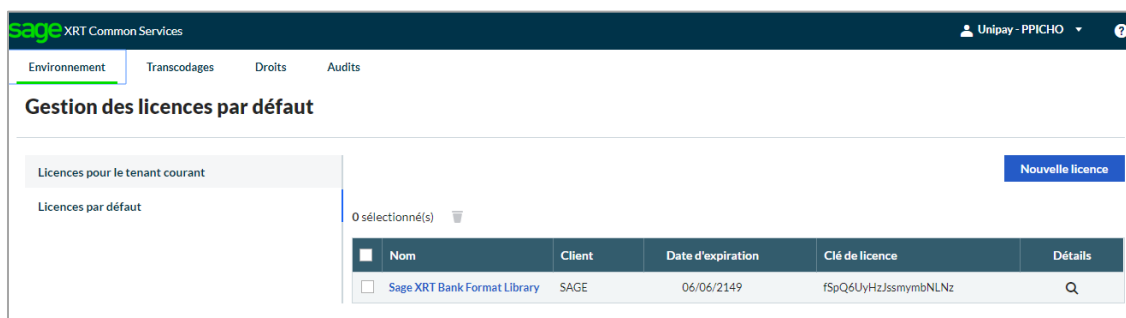 sage XRT Common Services
Unipay - PPICHO
?
Environnement Transcodages Droits Audits
Gestion des licences par défaut
Licences pour le tenant courant
Nouvelle licence
Licences par défaut
0 sélectionné(s)
Nom Client Date d'expiration Clé de licence Détails
Sage XRT Bank Format Library SAGE 06/06/2149 fSpQ6UyHzJssmymbNLNz